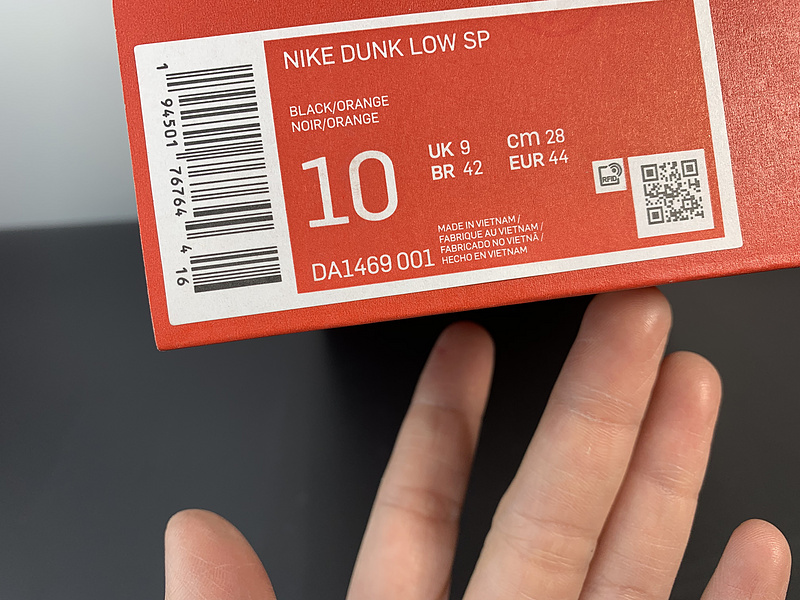 NIKE DUNK LOW SP
BLACK/ORANGE
NOIR/ORANGE
10
UK 9
BR 42
cm 28
EUR 44
RFID
DA1469 001
MADE IN VIETNAM /
FABRIQUE AU VIETNAM /
FABRICADO NO VIETNÃ /
HECHO EN VIETNAM
1 94501 76764 4 16